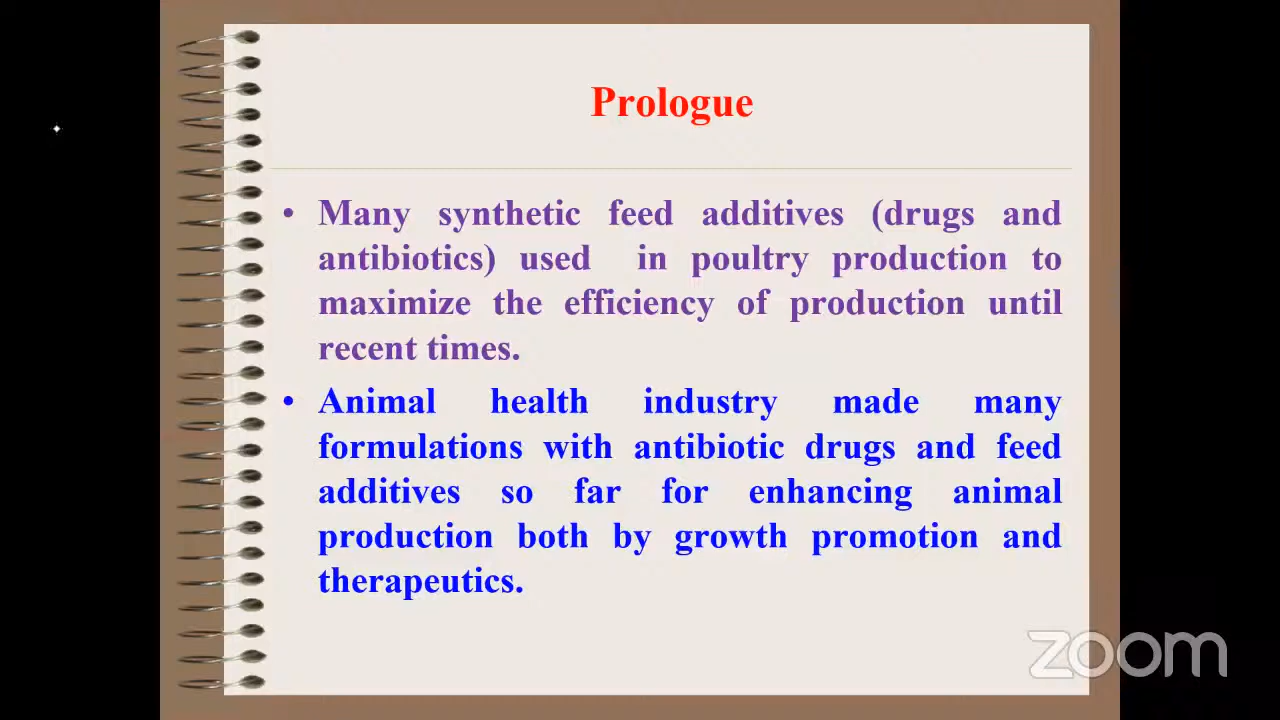 Prologue
• Many synthetic feed additives (drugs and
antibiotics) used in poultry production to
maximize the efficiency of production until
recent times.
• Animal health industry made many
formulations with antibiotic drugs and feed
additives so far for enhancing animal
production both by growth promotion and
therapeutics.
zoom